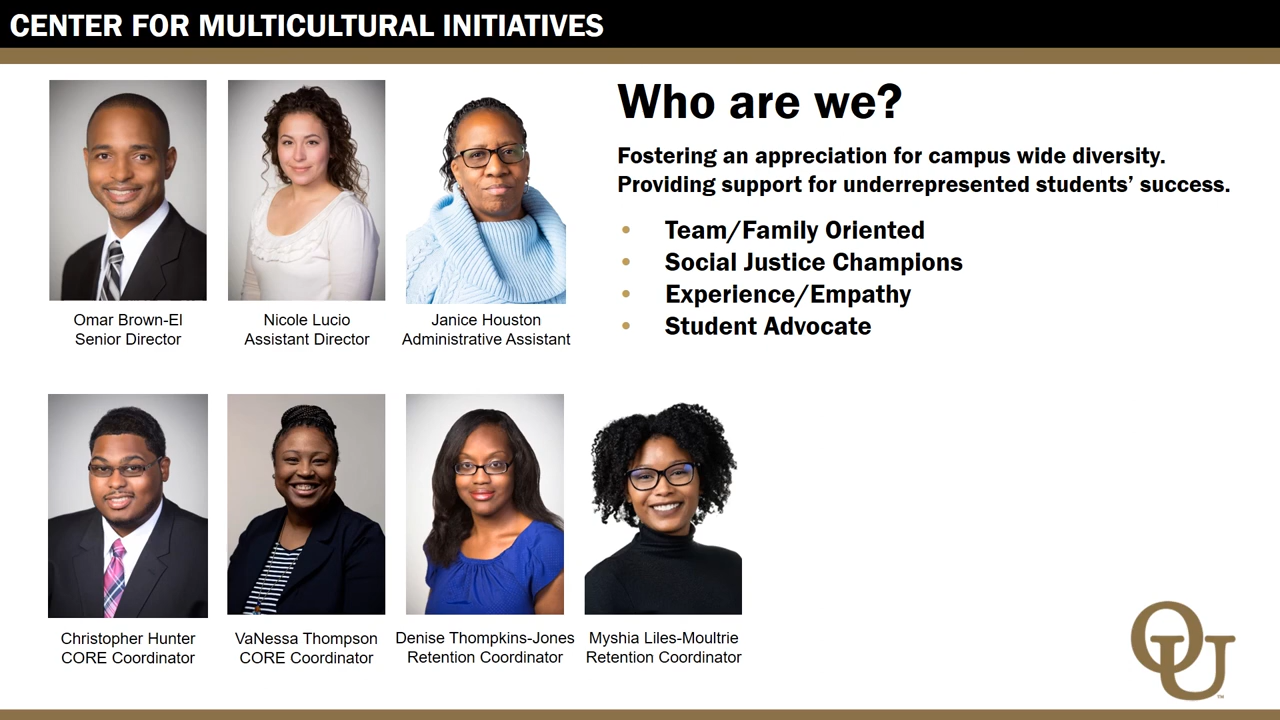 CENTER FOR MULTICULTURAL INITIATIVES
Who are we?
Fostering an appreciation for campus wide diversity.
Providing support for underrepresented students’ success.
• Team/Family Oriented
• Social Justice Champions
• Experience/Empathy
• Student Advocate
Omar Brown-El
Senior Director
Nicole Lucio
Assistant Director
Janice Houston
Administrative Assistant
Christopher Hunter
CORE Coordinator
VaNessa Thompson
CORE Coordinator
Denise Thompkins-Jones
Retention Coordinator
Myshia Liles-Moultrie
Retention Coordinator
OU
™